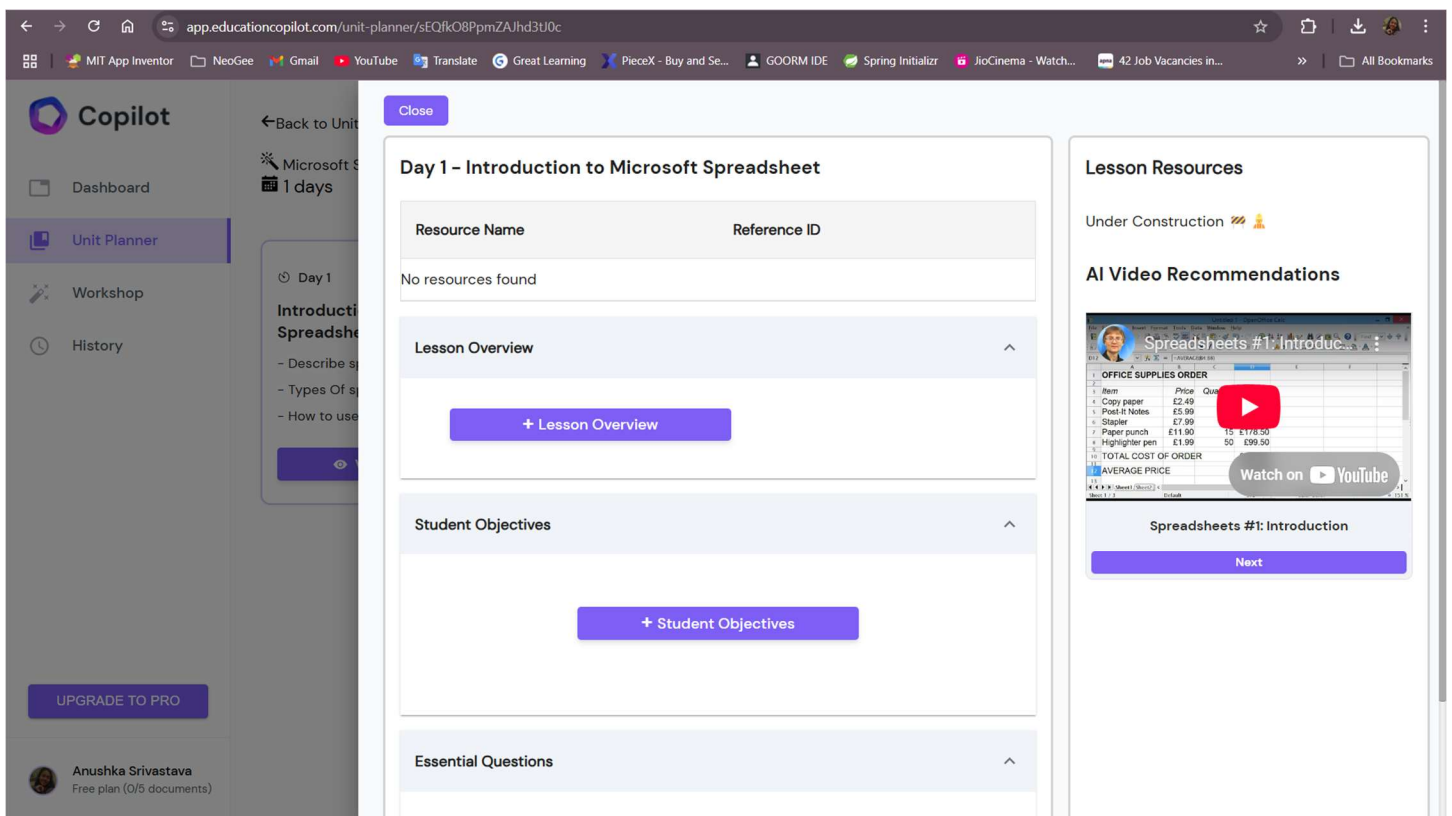 app.educationcopilot.com/unit-planner/sEQfkO8PpmZAJhd3tJ0c
MIT App Inventor NeoGee Gmail YouTube Translate Great Learning PieceX - Buy and Se... GOORM IDE Spring Initializr JioCinema - Watch... 42 Job Vacancies in... » All Bookmarks
Copilot
Dashboard
Unit Planner
Workshop
History
UPGRADE TO PRO
Anushka Srivastava
Free plan (0/5 documents)
←Back to Unit
Microsoft S
1 days
Day 1
Introducti
Spreadshe
- Describe s
- Types Of s
- How to use
Close
Day 1 - Introduction to Microsoft Spreadsheet
Resource Name Reference ID
No resources found
Lesson Overview
+ Lesson Overview
Student Objectives
+ Student Objectives
Essential Questions
Lesson Resources
Under Construction
AI Video Recommendations
Spreadsheets #1: Introduc...
OFFICE SUPPLIES ORDER
Item Price Qua
Copy paper £2.49
Post-It Notes £5.99
Stapler £7.99
Paper punch £11.90 15 £178.50
Highlighter pen £1.99 50 £99.50
TOTAL COST OF ORDER
AVERAGE PRICE
Watch on YouTube
Spreadsheets #1: Introduction
Next